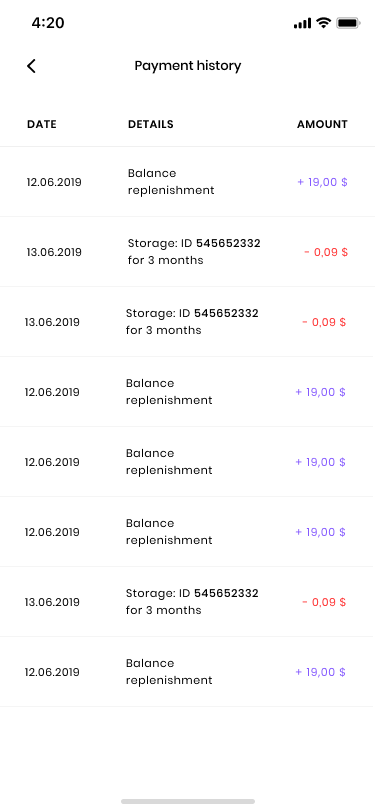 4:20
Payment history
DATE DETAILS AMOUNT
Balance
12.06.2019 + 19,00 $
replenishment
Storage: ID 545652332
13.06.2019 - 0,09 $
for 3 months
Storage: ID 545652332
13.06.2019 - 0,09 $
for 3 months
Balance
12.06.2019 + 19,00 $
replenishment
Balance
12.06.2019 + 19,00 $
replenishment
Balance
12.06.2019 + 19,00 $
replenishment
Storage: ID 545652332
13.06.2019 - 0,09 $
for 3 months
Balance
12.06.2019 + 19,00 $
replenishment